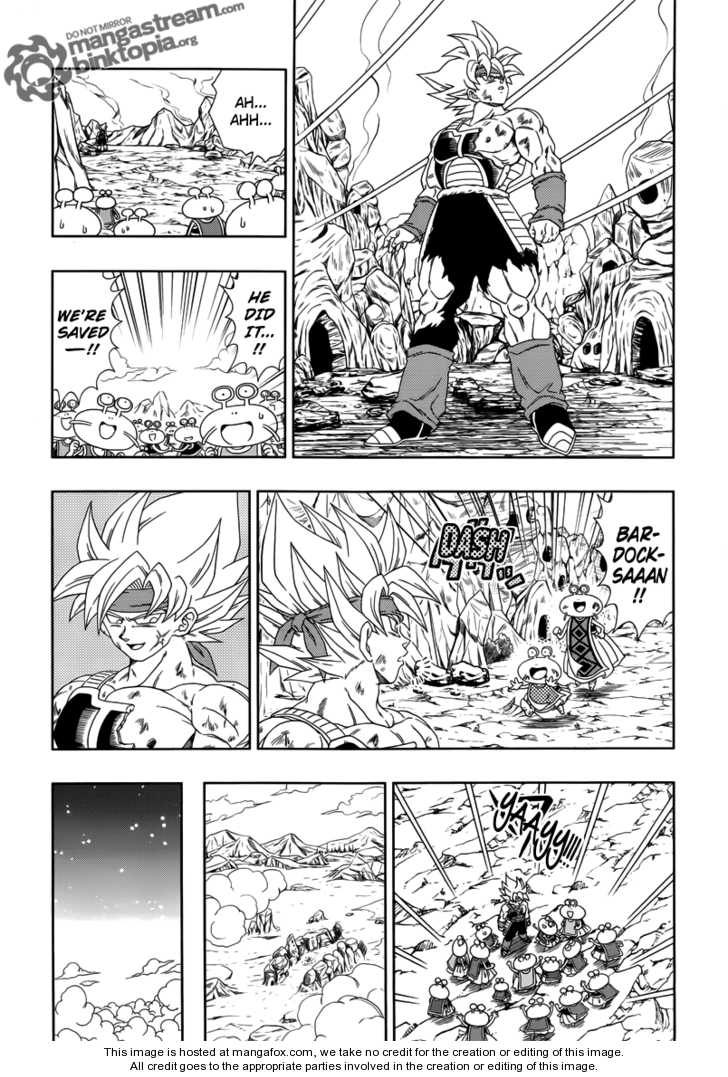 DO NOT MIRROR
mangastream.com
binktopia.org
AH...
AHH...
HE
DID
IT...
!!
WE'RE
SAVED
—!!
BAR-
DOCK-
SAAAN
!!
DASH
YAAYY!!!
This image is hosted at mangafox.com, we take no credit for the creation or editing of this image.
All credit goes to the appropriate parties involved in the creation or editing of this image.